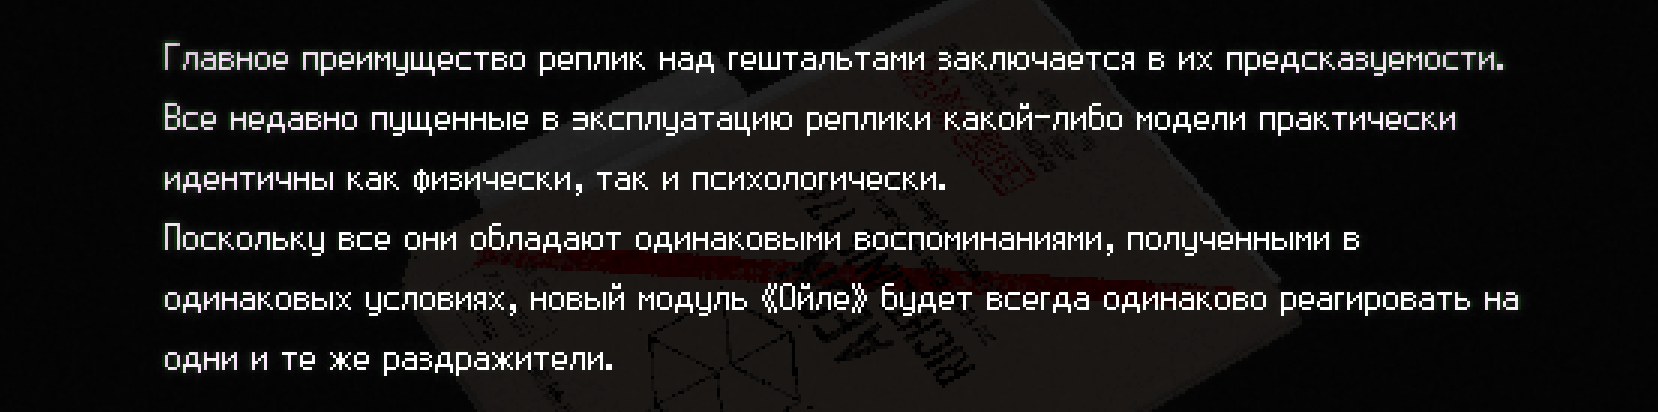 Главное преимущество реплик над гештальтами заключается в их предсказуемости.
Все недавно пущенные в эксплуатацию реплики какой-либо модели практически
идентичны как физически, так и психологически.
Поскольку все они обладают одинаковыми воспоминаниями, полученными в
одинаковых условиях, новый модуль «Ойле» будет всегда одинаково реагировать на
одни и те же раздражители.